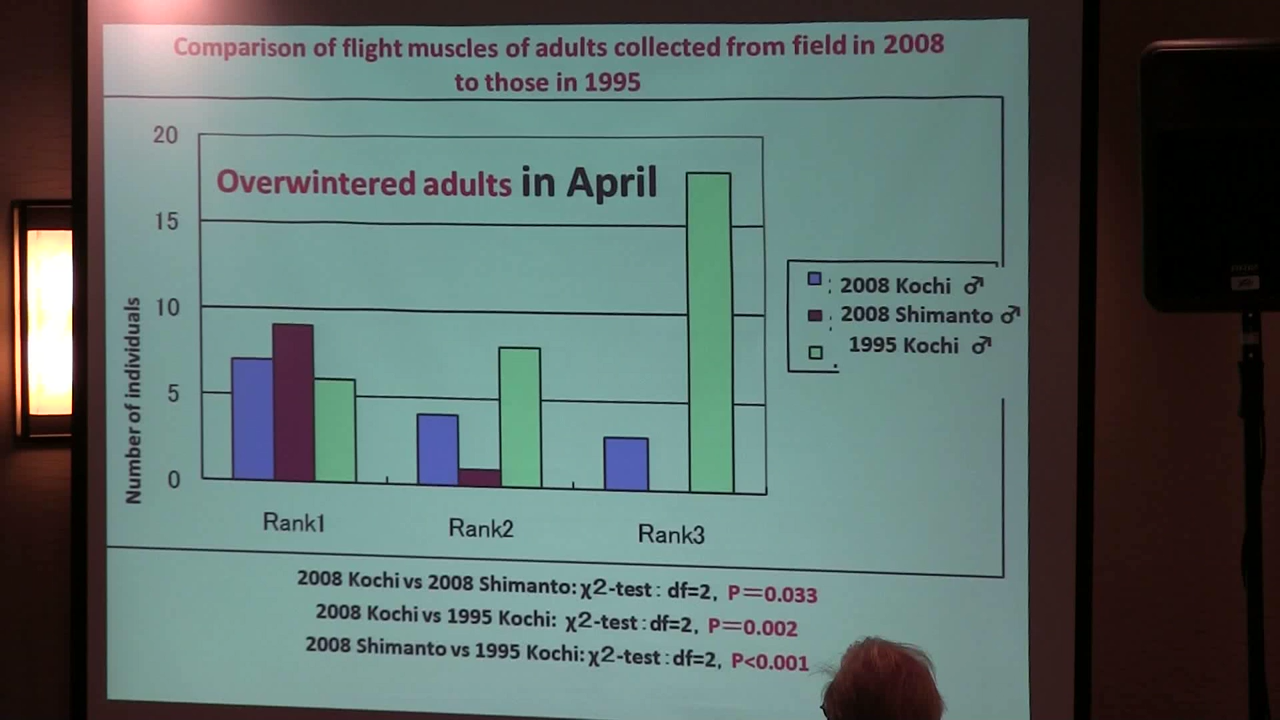 Comparison of flight muscles of adults collected from field in 2008
to those in 1995
20
Overwintered adults in April
15
10
5
0
Number of individuals
Rank1 Rank2 Rank3
: 2008 Kochi ♂
: 2008 Shimanto ♂
1995 Kochi ♂
2008 Kochi vs 2008 Shimanto: χ2-test : df=2, P=0.033
2008 Kochi vs 1995 Kochi: χ2-test : df=2, P=0.002
2008 Shimanto vs 1995 Kochi: χ2-test : df=2, P<0.001